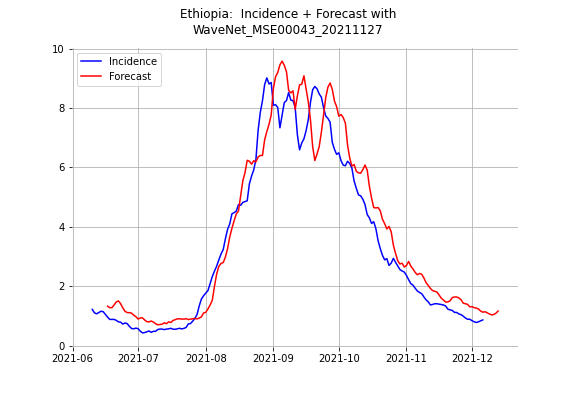 Ethiopia:  Incidence + Forecast with
WaveNet_MSE00043_20211127
Incidence
Forecast
10
8
6
4
2
0
2021-06 2021-07 2021-08 2021-09 2021-10 2021-11 2021-12